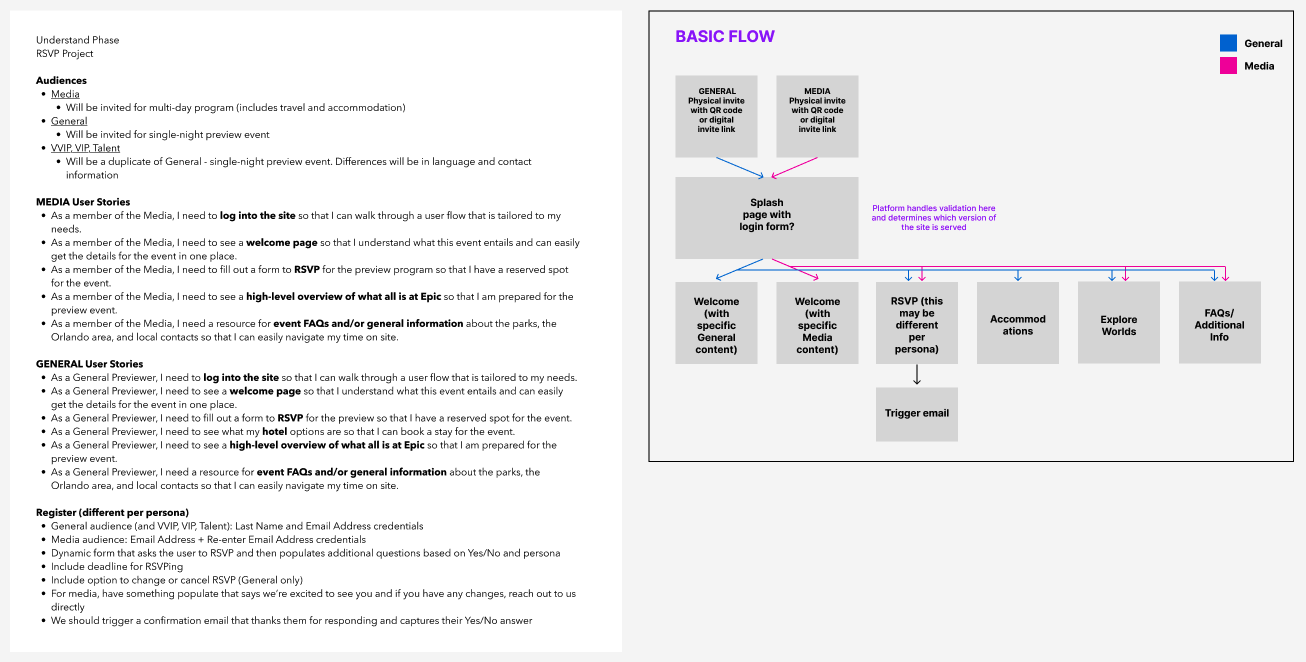 Understand Phase
RSVP Project
Audiences
• Media
• Will be invited for multi-day program (includes travel and accommodation)
• General
• Will be invited for single-night preview event
• VVIP, VIP, Talent
• Will be a duplicate of General - single-night preview event. Differences will be in language and contact
information
MEDIA User Stories
• As a member of the Media, I need to log into the site so that I can walk through a user flow that is tailored to my
needs.
• As a member of the Media, I need to see a welcome page so that I understand what this event entails and can easily
get the details for the event in one place.
• As a member of the Media, I need to fill out a form to RSVP for the preview program so that I have a reserved spot
for the event.
• As a member of the Media, I need to see a high-level overview of what all is at Epic so that I am prepared for the
preview event.
• As a member of the Media, I need a resource for event FAQs and/or general information about the parks, the
Orlando area, and local contacts so that I can easily navigate my time on site.
GENERAL User Stories
• As a General Previewer, I need to log into the site so that I can walk through a user flow that is tailored to my needs.
• As a General Previewer, I need to see a welcome page so that I understand what this event entails and can easily
get the details for the event in one place.
• As a General Previewer, I need to fill out a form to RSVP for the preview so that I have a reserved spot for the event.
• As a General Previewer, I need to see what my hotel options are so that I can book a stay for the event.
• As a General Previewer, I need to see a high-level overview of what all is at Epic so that I am prepared for the
preview event.
• As a General Previewer, I need a resource for event FAQs and/or general information about the parks, the
Orlando area, and local contacts so that I can easily navigate my time on site.
Register (different per persona)
• General audience (and VVIP, VIP, Talent): Last Name and Email Address credentials
• Media audience: Email Address + Re-enter Email Address credentials
• Dynamic form that asks the user to RSVP and then populates additional questions based on Yes/No and persona
• Include deadline for RSVPing
• Include option to change or cancel RSVP (General only)
• For media, have something populate that says we're excited to see you and if you have any changes, reach out to us
directly
• We should trigger a confirmation email that thanks them for responding and captures their Yes/No answer
BASIC FLOW
General
Media
GENERAL
Physical invite
with QR code
or digital
invite link
MEDIA
Physical invite
with QR code
or digital
invite link
Splash
page with
login form?
Platform handles validation here
and determines which version of
the site is served
Welcome
(with
specific
General
content)
Welcome
(with
specific
Media
content)
RSVP (this
may be
different
per
persona)
Accommod
ations
Explore
Worlds
FAQs/
Additional
Info
Trigger email